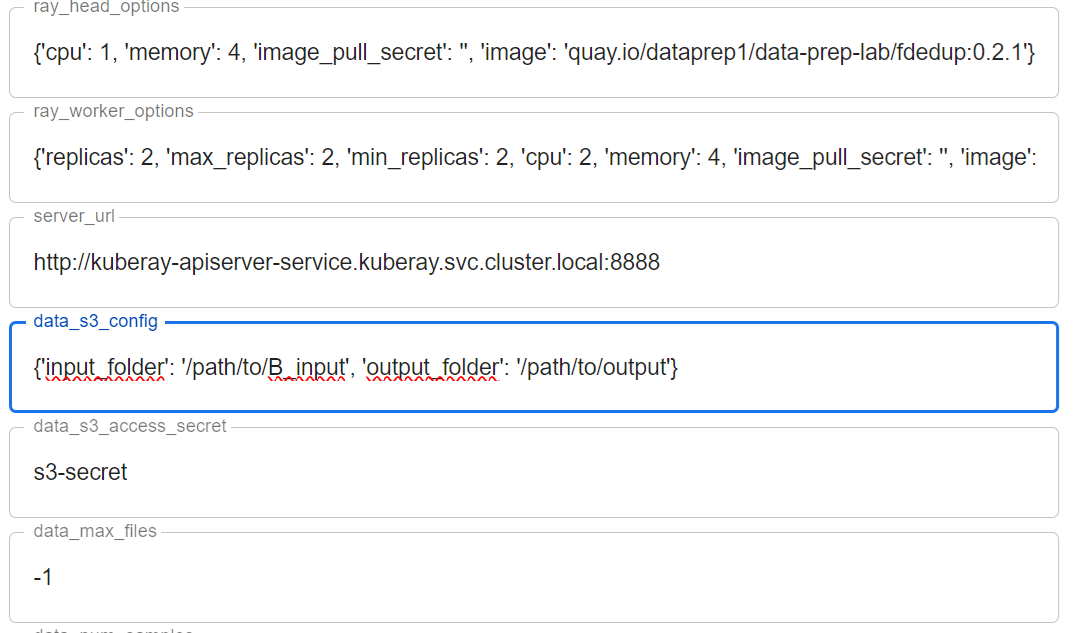 ray_head_options
{'cpu': 1, 'memory': 4, 'image_pull_secret': '', 'image': 'quay.io/dataprep1/data-prep-lab/fdedup:0.2.1'}
ray_worker_options
{'replicas': 2, 'max_replicas': 2, 'min_replicas': 2, 'cpu': 2, 'memory': 4, 'image_pull_secret': '', 'image':
server_url
http://kuberay-apiserver-service.kuberay.svc.cluster.local:8888
data_s3_config
{'input_folder': '/path/to/B_input', 'output_folder': '/path/to/output'}
data_s3_access_secret
s3-secret
data_max_files
-1